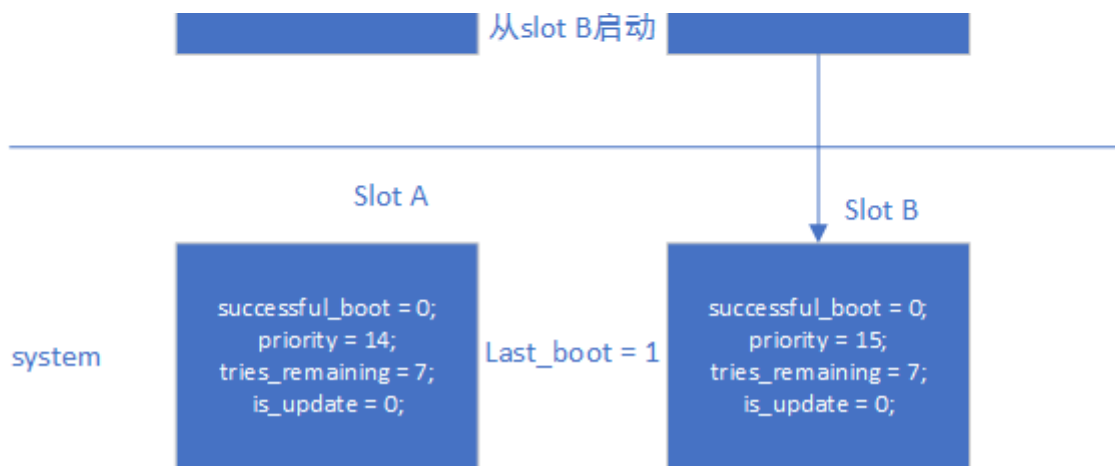 从slot B启动
Slot A
Slot B
system
successful_boot = 0;
priority = 14;
tries_remaining = 7;
is_update = 0;
Last_boot = 1
successful_boot = 0;
priority = 15;
tries_remaining = 7;
is_update = 0;